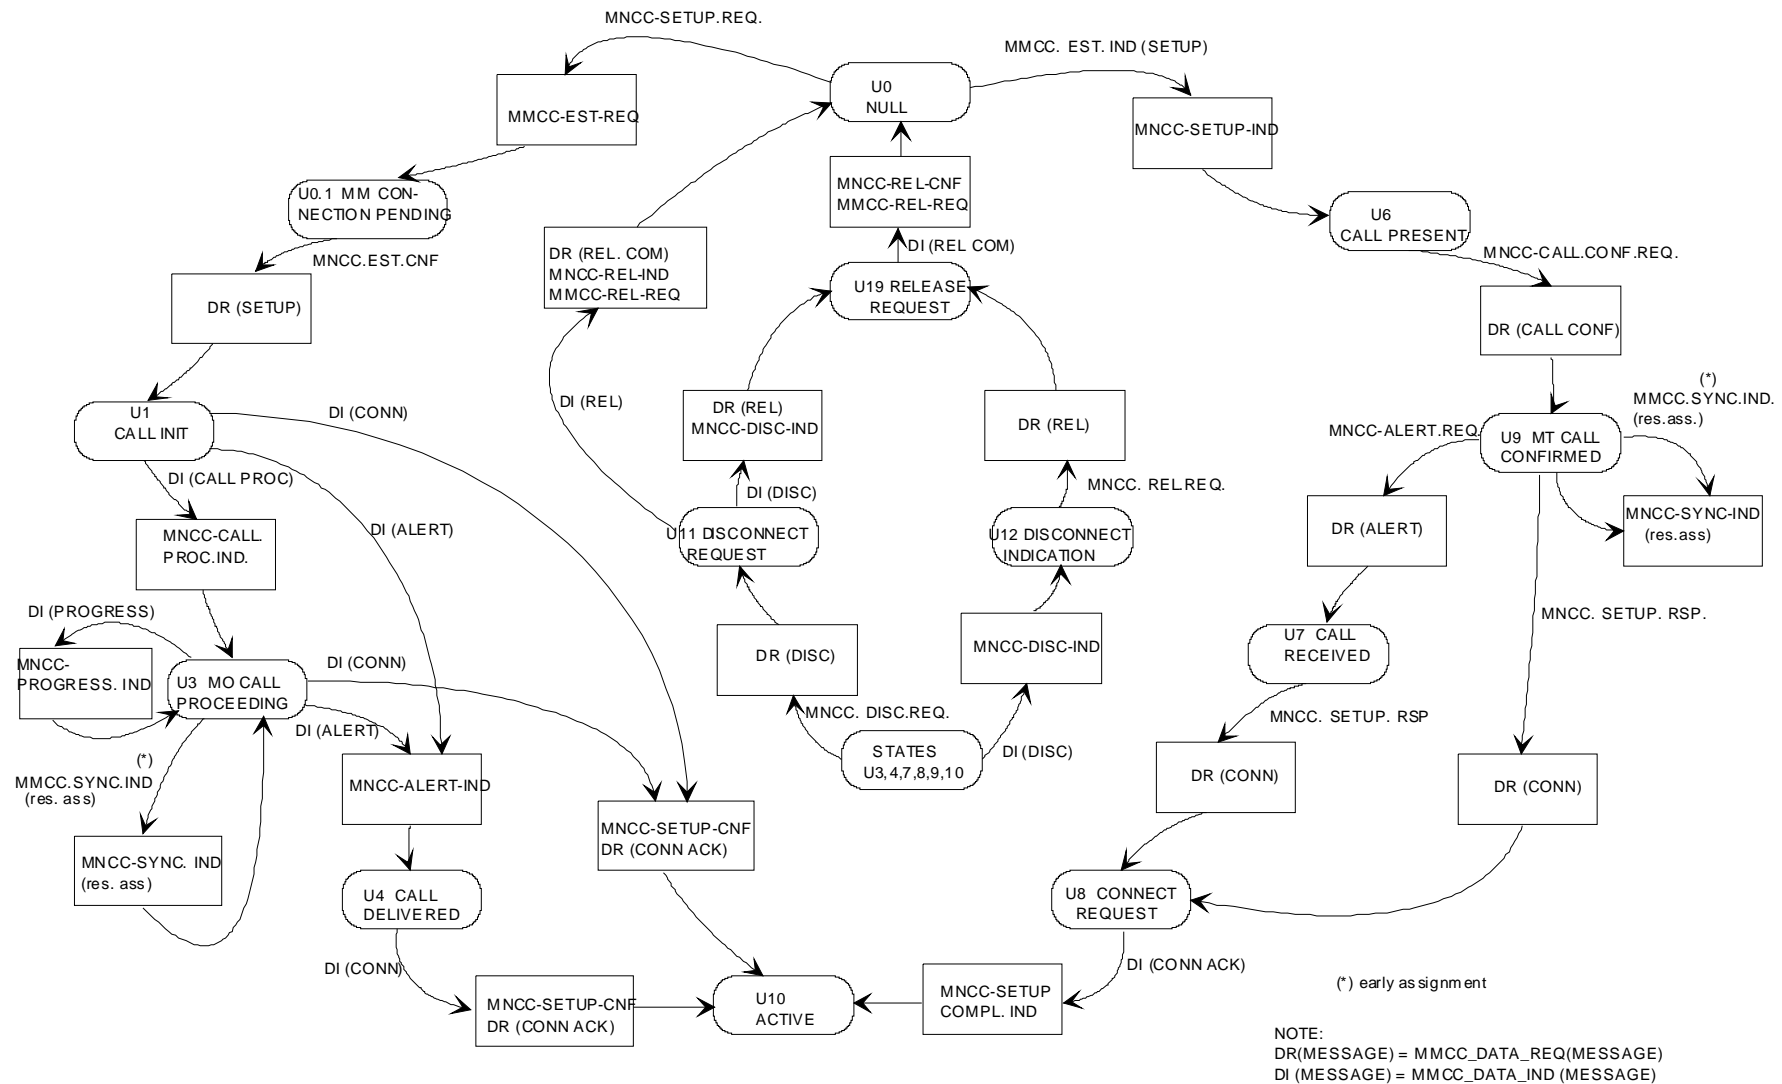 MNCC-SETUP.REQ.
MMCC. EST. IND (SETUP)
U0
NULL
MMCC-EST-REQ
MNCC-SETUP-IND
U0.1 MM CON-
NECTION PENDING
MNCC-REL-CNF
MMCC-REL-REQ
U6
CALL PRESENT
DI (REL COM)
MNCC.EST.CNF
MNCC-CALL.CONF.REQ.
DR (REL. COM)
MNCC-REL-IND
MMCC-REL-REQ
U19 RELEASE
REQUEST
DR (SETUP)
DR (CALL CONF)
(*)
MMCC.SYNC.IND.
(res.ass.)
U1
CALL INIT
DI (CONN)
DI (REL)
DR (REL)
MNCC-DISC-IND
DR (REL)
MNCC-ALERT.REQ.
U9 MT CALL
CONFIRMED
DI (CALL PROC)
DI (DISC)
MNCC. REL.REQ.
MNCC-SYNC-IND
(res.ass)
MNCC-CALL.
PROC.IND.
DI (ALERT)
U11 DISCONNECT
REQUEST
U12 DISCONNECT
INDICATION
DR (ALERT)
DI (PROGRESS)
MNCC. SETUP. RSP.
MNCC-
PROGRESS. IND
U3 MO CALL
PROCEEDING
DI (CONN)
DR (DISC)
MNCC-DISC-IND
U7 CALL
RECEIVED
DI (ALERT)
MNCC. DISC.REQ.
MNCC. SETUP. RSP
(*)
MMCC.SYNC.IND
(res. ass)
STATES
U3,4,7,8,9,10
DI (DISC)
MNCC-ALERT-IND
DR (CONN)
DR (CONN)
MNCC-SETUP-CNF
DR (CONN ACK)
MNCC-SYNC. IND
(res. ass)
U4 CALL
DELIVERED
U8 CONNECT
REQUEST
DI (CONN)
DI (CONN ACK)
MNCC-SETUP-CNF
DR (CONN ACK)
U10
ACTIVE
MNCC-SETUP
COMPL. IND
(*) early assignment
NOTE:
DR(MESSAGE) = MMCC_DATA_REQ(MESSAGE)
DI (MESSAGE) = MMCC_DATA_IND (MESSAGE)